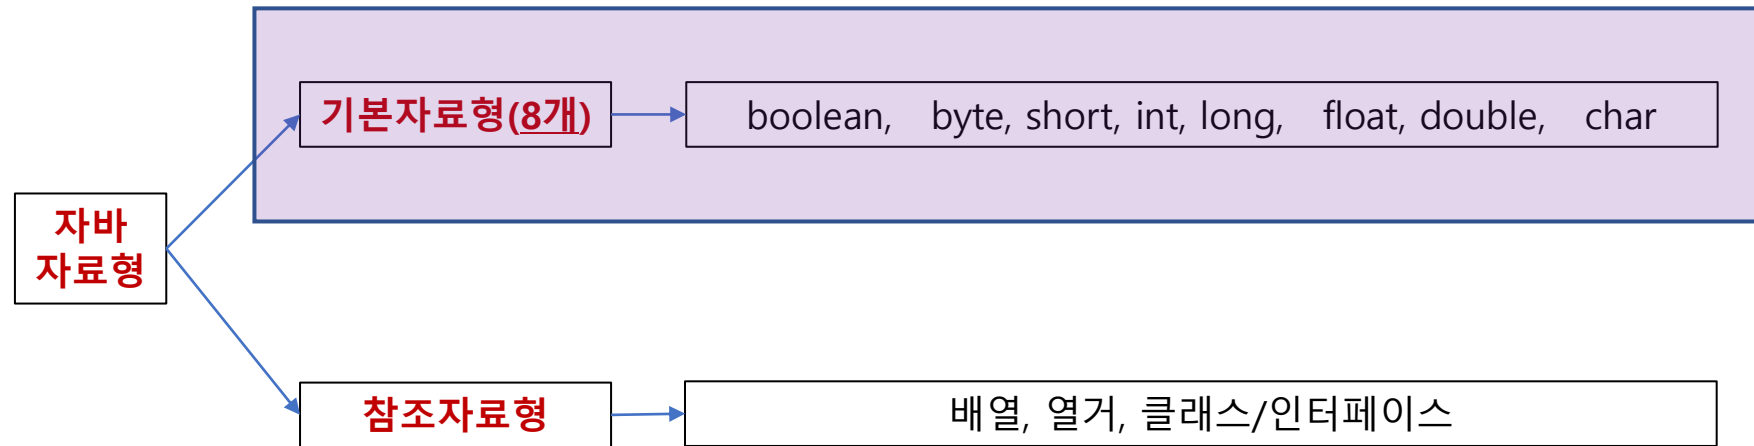 기본자료형(8개)
boolean, byte, short, int, long, float, double, char
자바
자료형
참조자료형
배열, 열거, 클래스/인터페이스